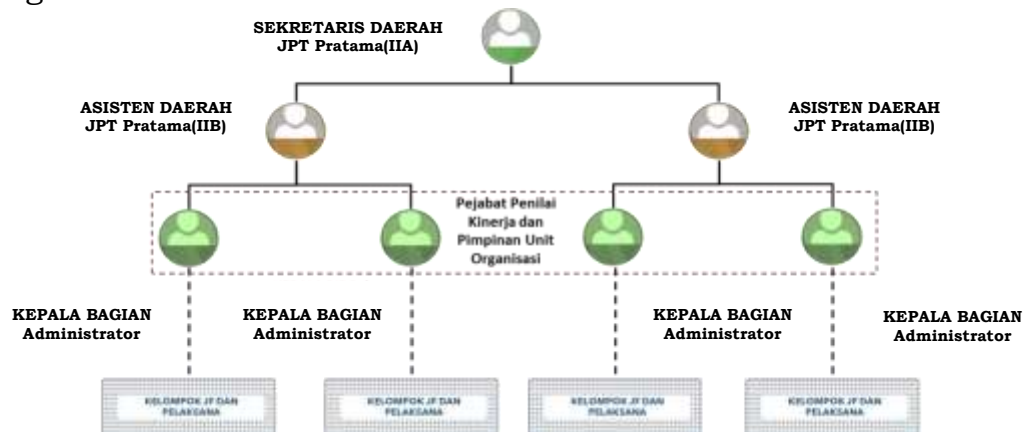 g
SEKRETARIS DAERAH
JPT Pratama(IIA)
ASISTEN DAERAH
JPT Pratama(IIB)
ASISTEN DAERAH
JPT Pratama(IIB)
Pejabat Penilai
Kinerja dan
Pimpinan Unit
Organisasi
KEPALA BAGIAN
Administrator
KEPALA BAGIAN
Administrator
KEPALA BAGIAN
Administrator
KEPALA BAGIAN
Administrator
KELOMPOK JF DAN
PELAKSANA
KELOMPOK JF DAN
PELAKSANA
KELOMPOK JF DAN
PELAKSANA
KELOMPOK JF DAN
PELAKSANA